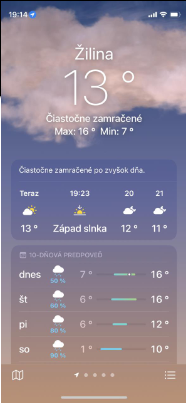 19:14
Žilina
13 °
Čiastočne zamračené
Max: 16 ° Min: 7 °
Čiastočne zamračené po zvyšok dňa.
Teraz 19:23 20 21
13 ° Západ slnka 12 ° 11 °
10-DŇOVÁ PREDPOVEĎ
dnes 50 % 7 ° 16 °
št 80 % 6 ° 16 °
pi 80 % 6 ° 12 °
so 80 % 1 ° 10 °